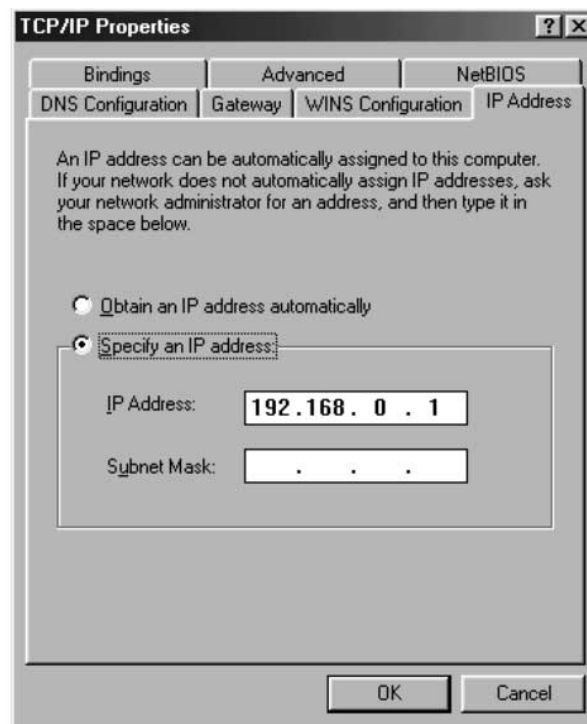 TCP/IP Properties
Bindings Advanced NetBIOS
DNS Configuration Gateway WINS Configuration IP Address
An IP address can be automatically assigned to this computer.
If your network does not automatically assign IP addresses, ask
your network administrator for an address, and then type it in
the space below.
Obtain an IP address automatically
Specify an IP address:
IP Address: 192.168. 0 . 1
Subnet Mask: . . .
OK Cancel